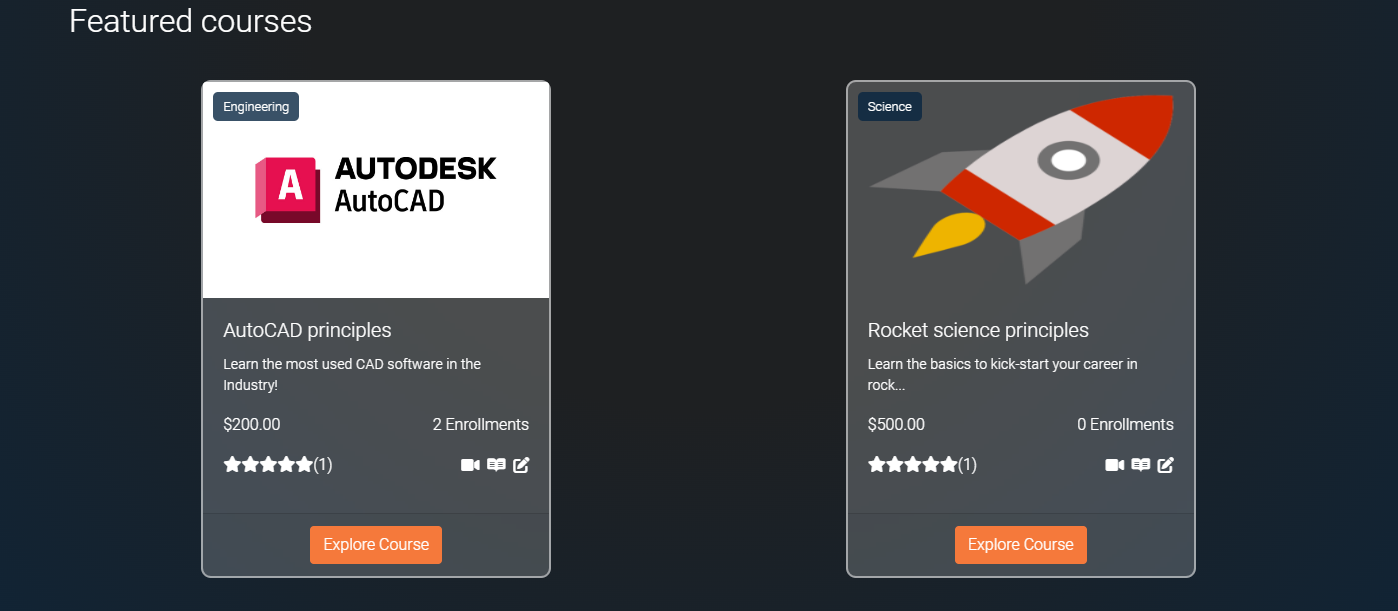 Featured courses
Engineering
A
AUTODESK
AutoCAD
AutoCAD principles
Learn the most used CAD software in the
Industry!
$200.00 2 Enrollments
(1)
Explore Course
Science
Rocket science principles
Learn the basics to kick-start your career in
rock...
$500.00 0 Enrollments
(1)
Explore Course